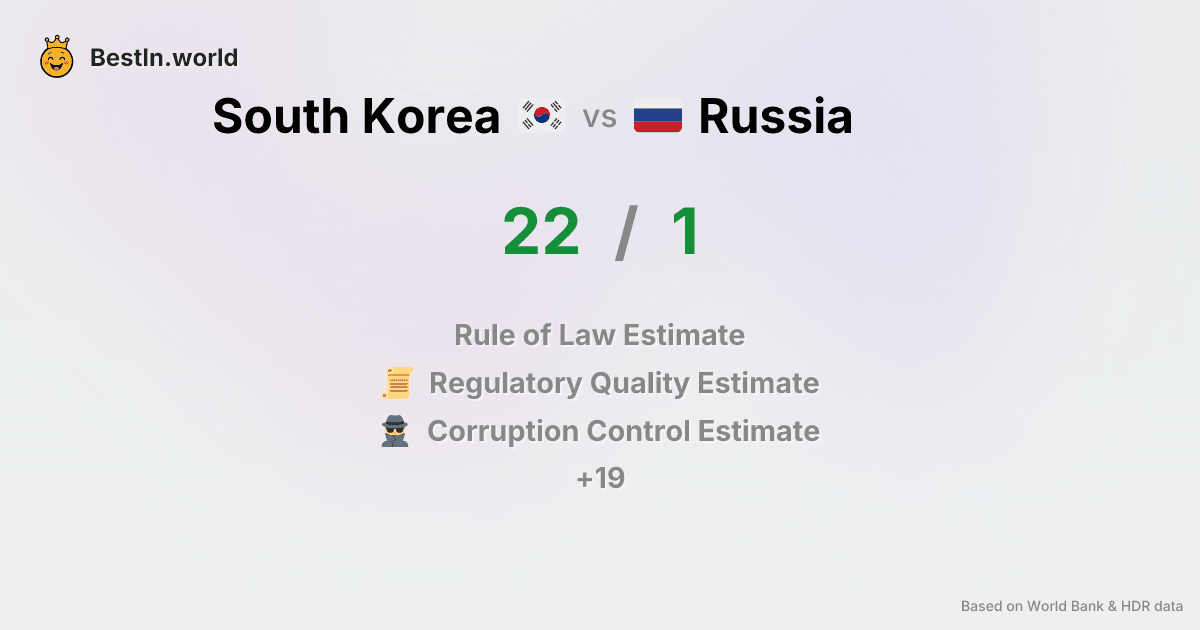 BestIn.world
South Korea vs Russia
22 / 1
Rule of Law Estimate
Regulatory Quality Estimate
Corruption Control Estimate
+19
Based on World Bank & HDR data